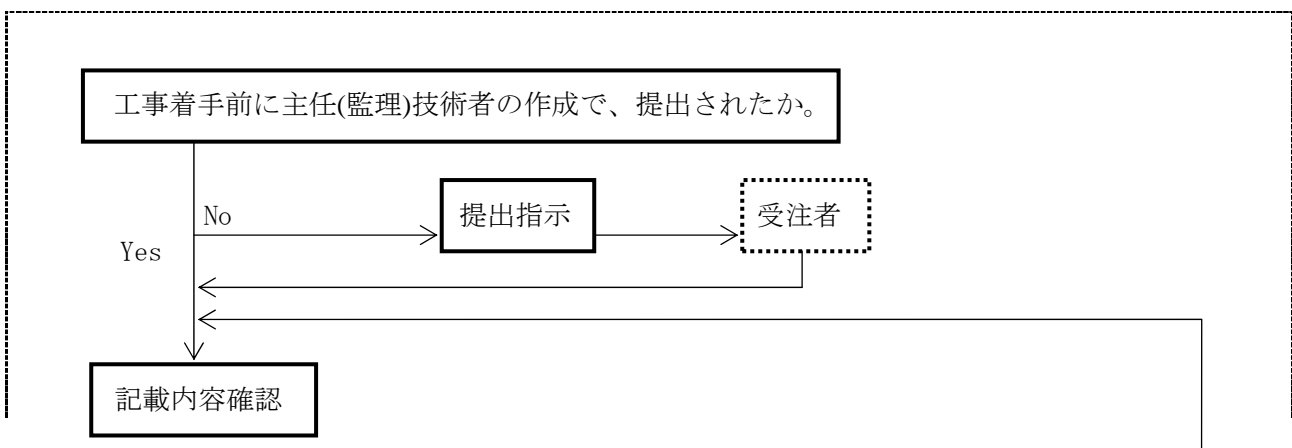 工事着手前に主任(監理)技術者の作成で、提出されたか。
No
提出指示
受注者
Yes
記載内容確認